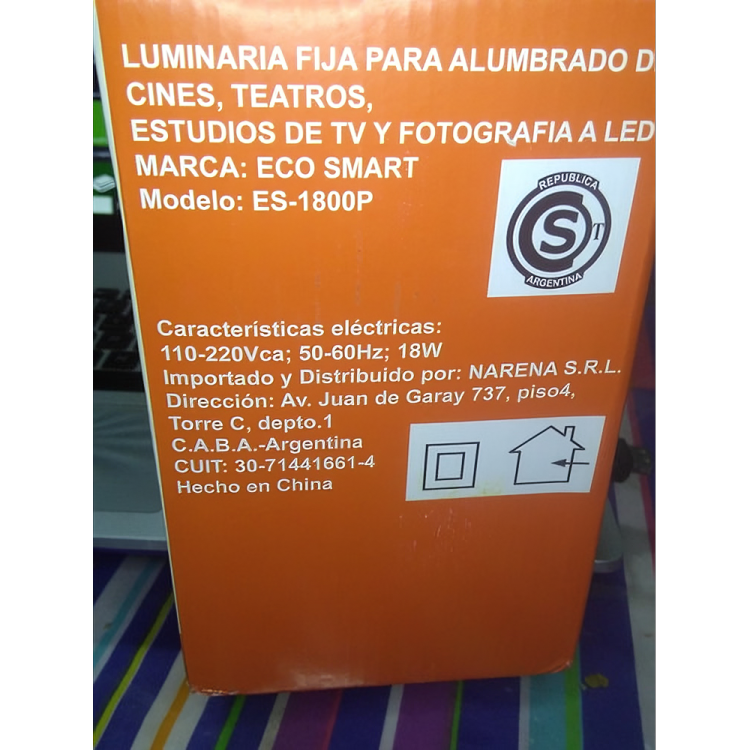 LUMINARIA FIJA PARA ALUMBRADO D
CINES, TEATROS,
ESTUDIOS DE TV Y FOTOGRAFIA A LED
MARCA: ECO SMART
Modelo: ES-1800P
REPUBLICA
S T
ARGENTINA
Características eléctricas:
110-220Vca; 50-60Hz; 18W
Importado y Distribuido por: NARENA S.R.L.
Dirección: Av. Juan de Garay 737, piso4,
Torre C, depto.1
C.A.B.A.-Argentina
CUIT: 30-71441661-4
Hecho en China